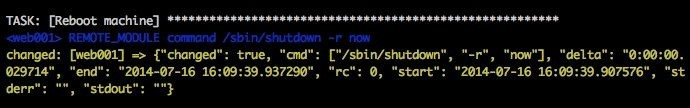 TASK: [Reboot machine] ********************************************************
<web001> REMOTE_MODULE command /sbin/shutdown -r now
changed: [web001] => {"changed": true, "cmd": ["/sbin/shutdown", "-r", "now"], "delta": "0:00:00.
029714", "end": "2014-07-16 16:09:39.937290", "rc": 0, "start": "2014-07-16 16:09:39.907576", "st
derr": "", "stdout": ""}